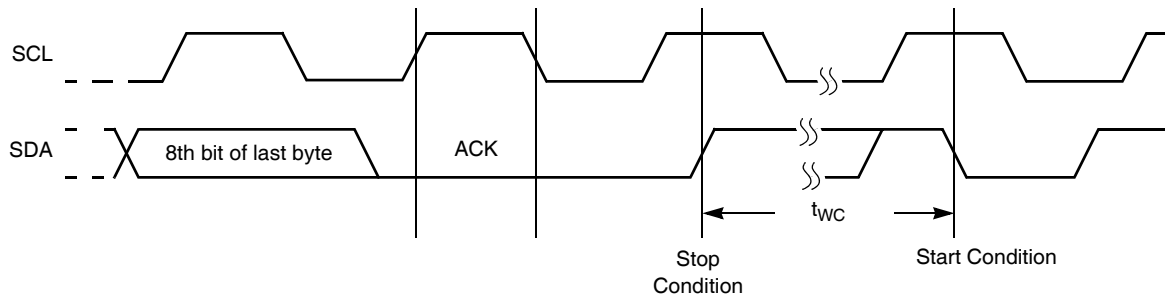 SCL
SDA
8th bit of last byte
ACK
tWC
Stop
Condition
Start Condition